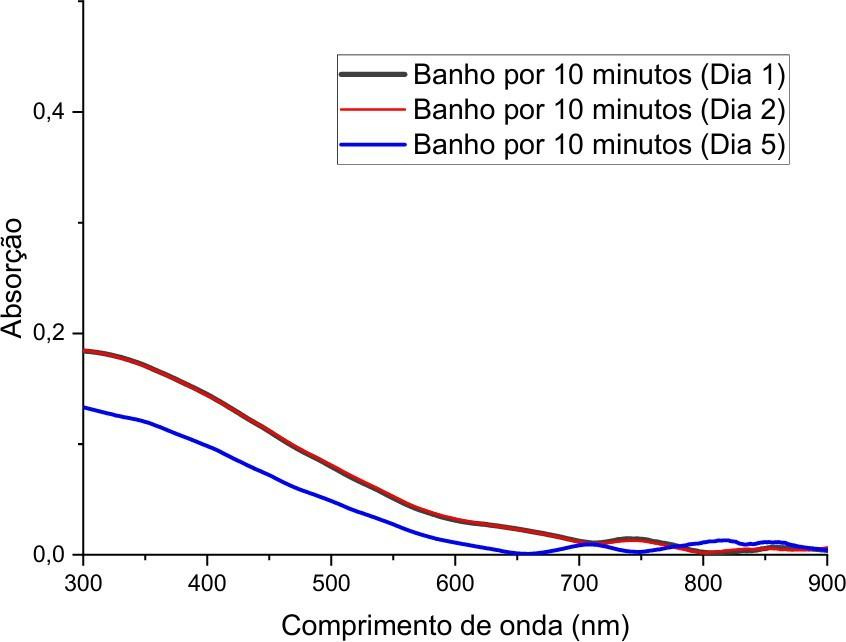 Banho por 10 minutos (Dia 1)
Banho por 10 minutos (Dia 2)
Banho por 10 minutos (Dia 5)
Absorção
0,4
0,2
0,0
300 400 500 600 700 800 900
Comprimento de onda (nm)